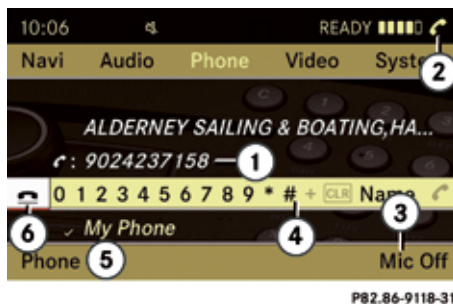 10:06 READY
Navi Audio Phone Video Syste
2
ALDERNEY SAILING & BOATING,HA...
: 9024237158 1
0 1 2 3 4 5 6 7 8 9 * # + CLR Name
3
6 My Phone 4
Phone 5 Mic Off
P82.86-9118-31